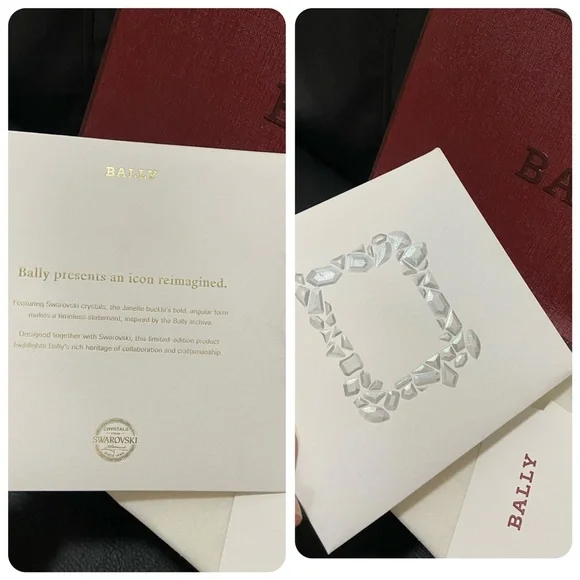 BALLY
Bally presents an icon reimagined.
Featuring Swarovski crystals, the Janelle buckle's bold, angular form
makes a timeless statement, inspired by the Bally archive.
Designed together with Swarovski, this limited-edition product
highlights Bally's rich heritage of collaboration and craftsmanship.
CRYSTALS
FROM
SWAROVSKI
BA
BALLY